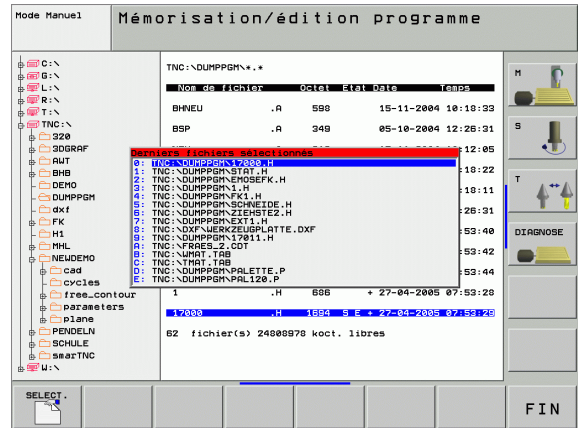 Mode Manuel
Mémorisation/édition programme
C:\
G:\
L:\
R:\
T:\
TNC:\
320
3DGRAF
AWT
BHB
DEMO
DUMPPGM
dxf
FK
H1
MHL
NEWDEMO
cad
cycles
free_contour
parameters
plane
PENDELN
SCHULE
smarTNC
W:\
TNC:\DUMPPGM\*.*
Nom de fichier Octet Etat Date Temps
BHNEU .A 598 15-11-2004 10:18:33
BSP .A 349 05-10-2004 12:26:31
:12:05
:18:22
:18:11
:26:31
:53:40
:53:42
:53:44
Derniers fichiers sélectionnés
0: TNC:\DUMPPGM\17000.H
1: TNC:\DUMPPGM\STAT.H
2: TNC:\DUMPPGM\EMOSEFK.H
3: TNC:\DUMPPGM\1.H
4: TNC:\DUMPPGM\FK1.H
5: TNC:\DUMPPGM\SCHNEIDE.H
6: TNC:\DUMPPGM\ZIEHSTE2.H
7: TNC:\DUMPPGM\EXT1.H
8: TNC:\DXF\WERKZEUGPLATTE.DXF
9: TNC:\DUMPPGM\17011.H
A: TNC:\FRAES_2.CDT
B: TNC:\WMAT.TAB
C: TNC:\TMAT.TAB
D: TNC:\DUMPPGM\PALETTE.P
E: TNC:\DUMPPGM\PAL120.P
1 .H 686 + 27-04-2005 07:53:28
17000 .H 1694 S E + 27-04-2005 07:53:29
62 fichier(s) 24808978 koct. libres
M
S
T
DIAGNOSE
SELECT.
FIN